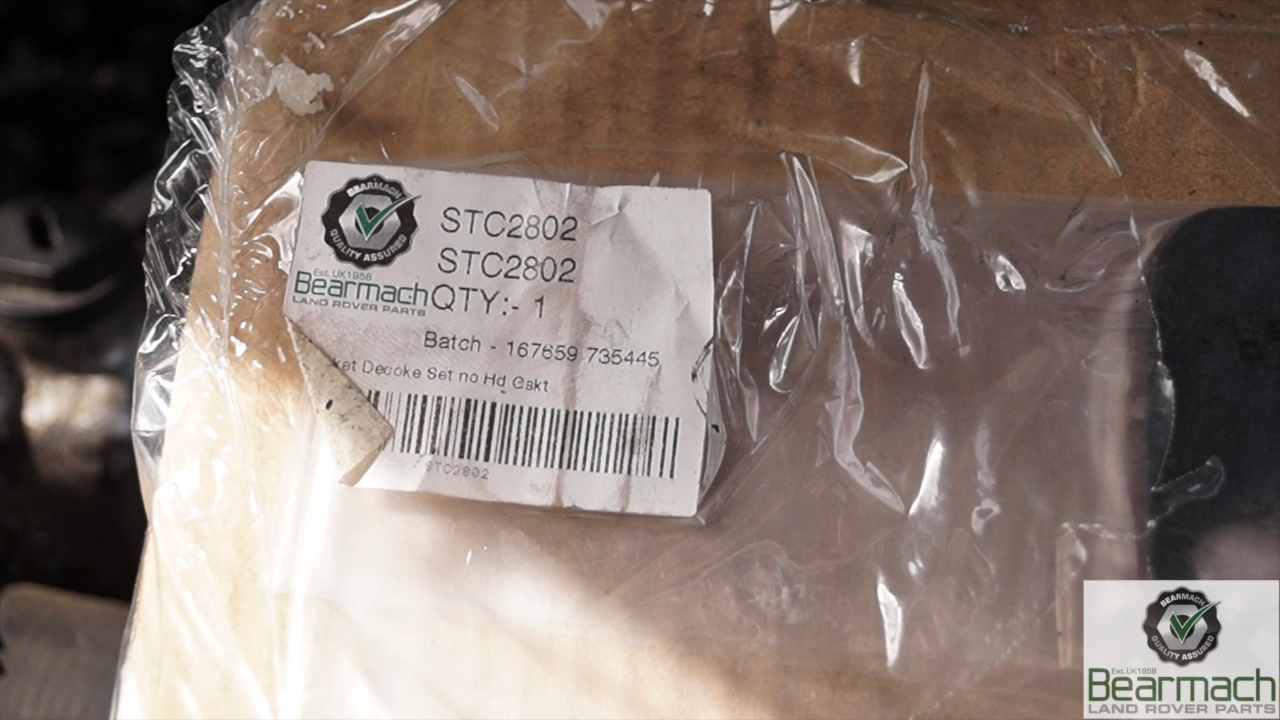 BEARMACH
QUALITY ASSURED
Est. UK1958
Bearmach
LAND ROVER PARTS
STC2802
STC2802
QTY:- 1
Batch - 167659 735445
Decoke Set no Hd Gskt
STC2802
BEARMACH
QUALITY ASSURED
Est. UK1958
Bearmach
LAND ROVER PARTS